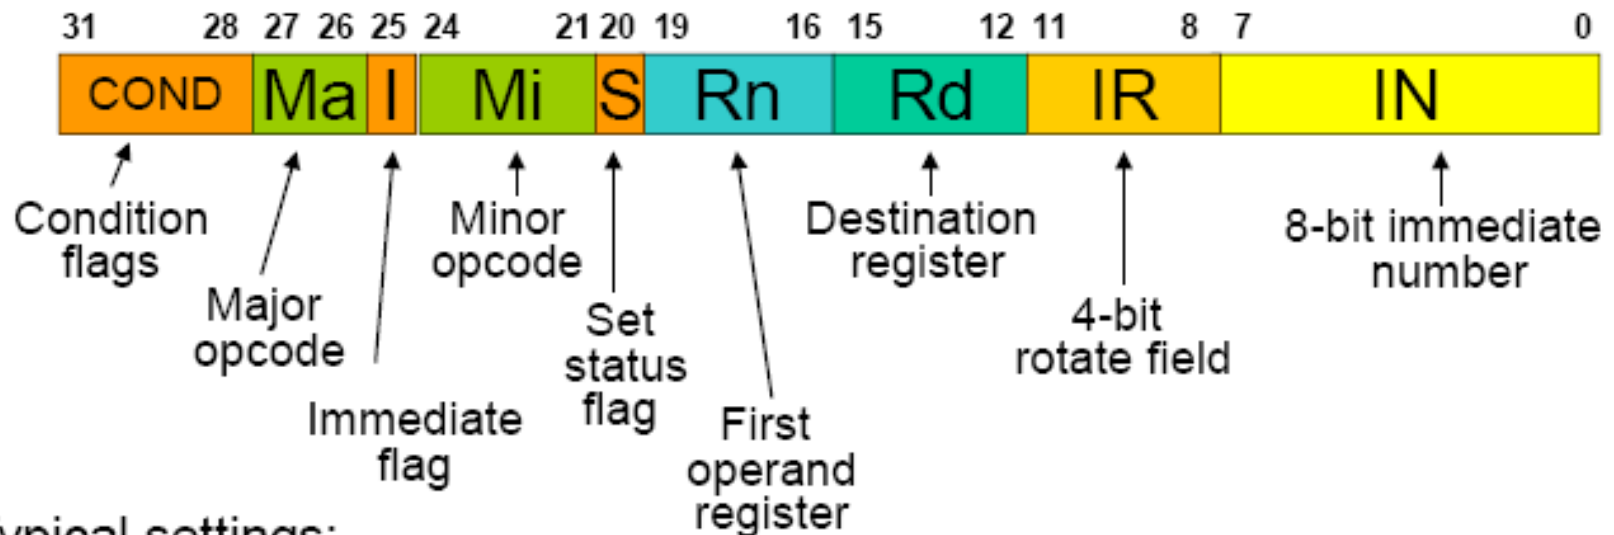 31 28 27 26 25 24 21 20 19 16 15 12 11 8 7 0
COND Ma I Mi S Rn Rd IR IN
Condition
flags
Major
opcode
Immediate
flag
Minor
opcode
Set
status
flag
First
operand
register
Destination
register
4-bit
rotate field
8-bit immediate
number
ypical settings: